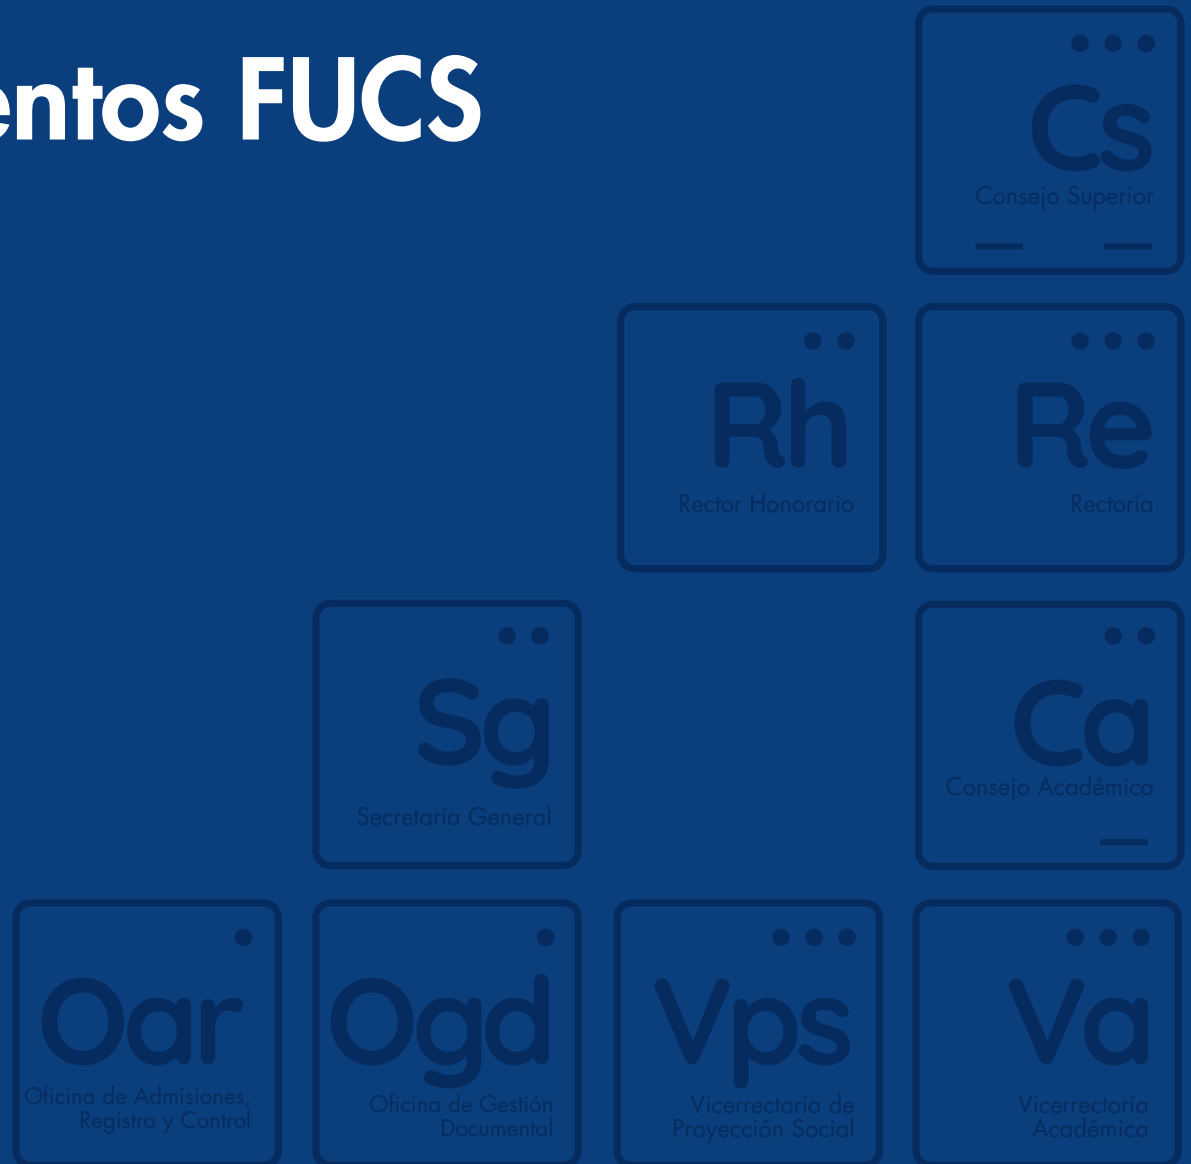 entos FUCS
Cs
Consejo Superior
Rh
Rector Honorario
Re
Rectoría
Sg
Secretaría General
Ca
Consejo Académico
Oar
Oficina de Admisiones,
Registro y Control
Ogd
Oficina de Gestión
Documental
Vps
Vicerrectoría de
Proyección Social
Va
Vicerrectoría
Académica